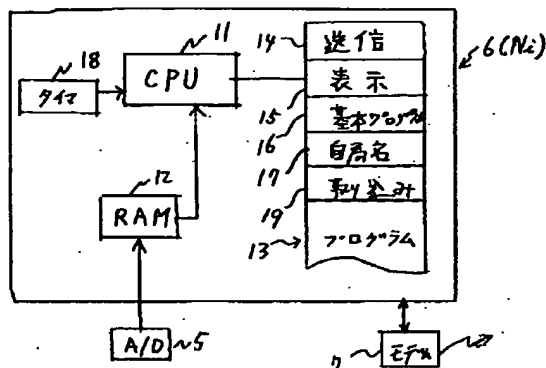 11
14
送信
6(Ni)
18
CPU
表示
タイマ
15
基本プログラム
16
自局名
17
12
取り込み
19
RAM
13
プログラム
A/D
5
7
モデム